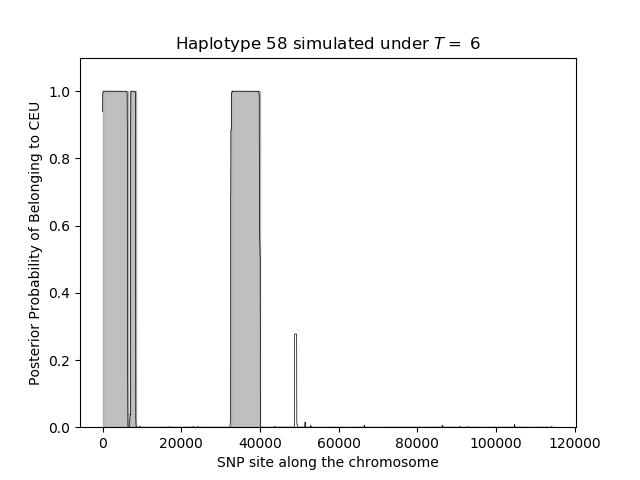 Haplotype 58 simulated under T = 6
Posterior Probability of Belonging to CEU
1.0
0.8
0.6
0.4
0.2
0.0
0 20000 40000 60000 80000 100000 120000
SNP site along the chromosome